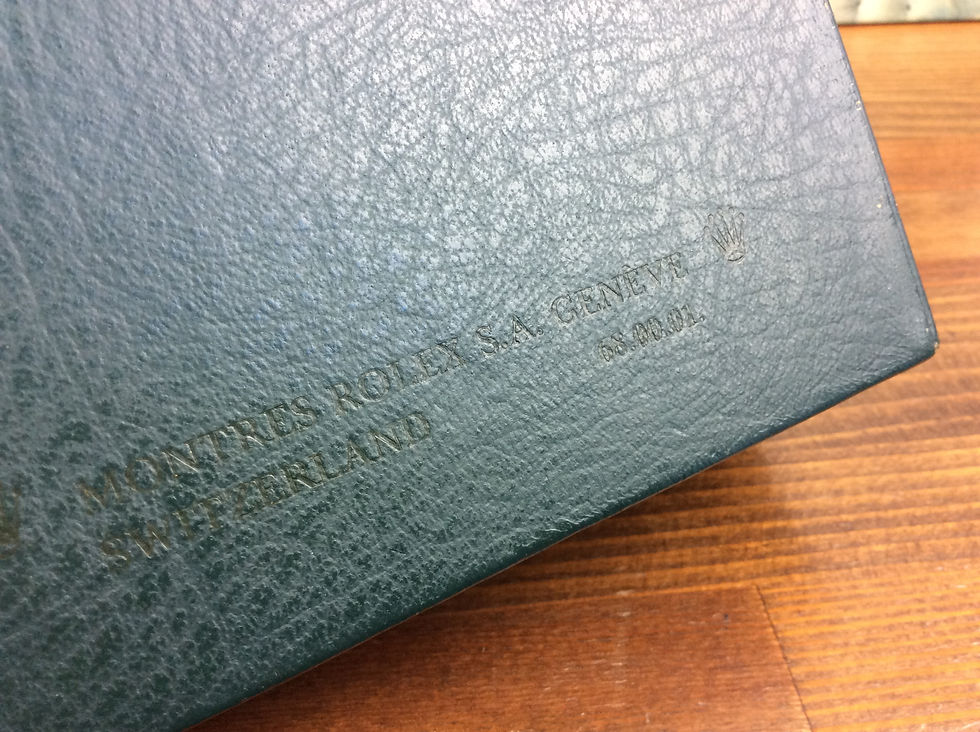 MONTRES ROLEX S.A. GENÈVE
SWITZERLAND
68.00.01.